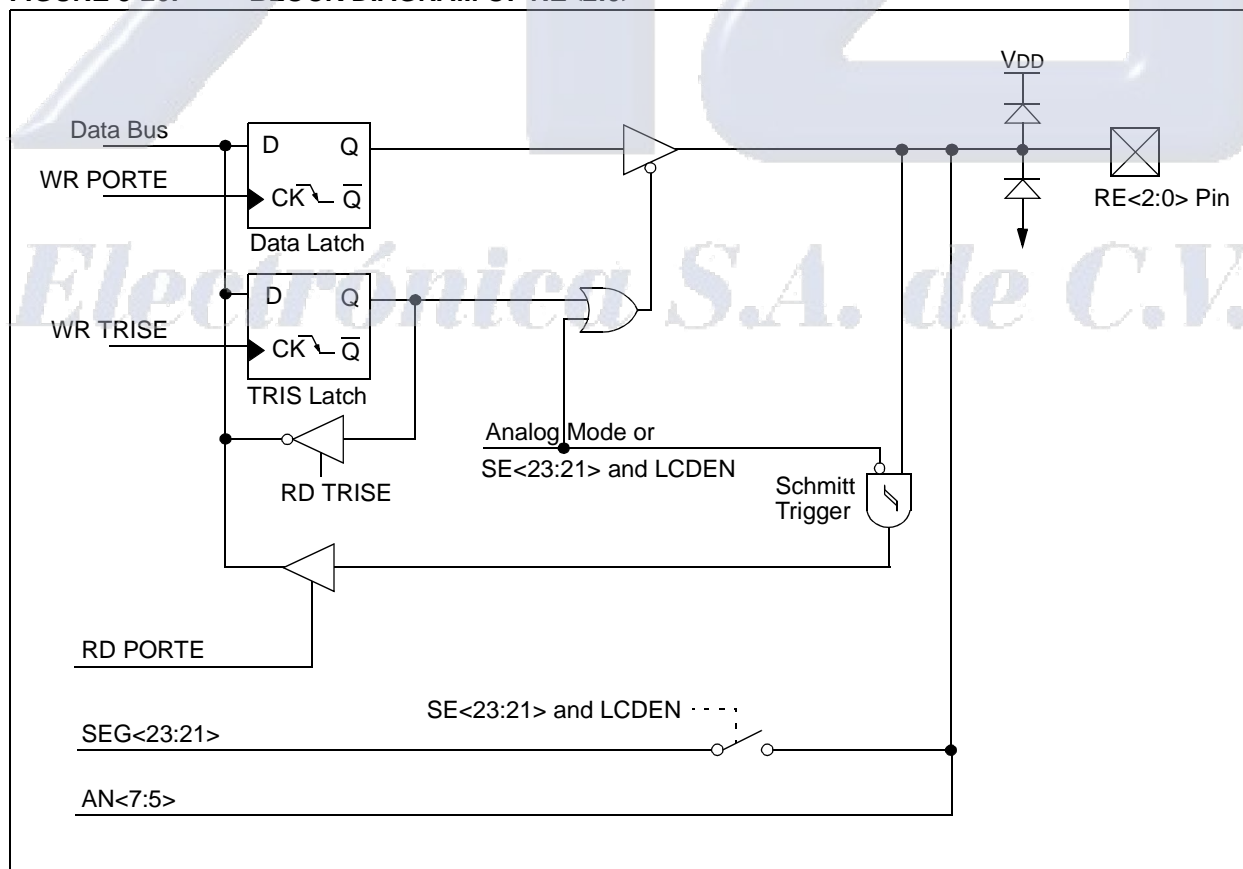 VDD
Data Bus
D Q
WR PORTE
CK Q
RE<2:0> Pin
Data Latch
Electrónica S.A. de C.V.
D Q
WR TRISE
CK Q
TRIS Latch
Analog Mode or
SE<23:21> and LCDEN
RD TRISE
Schmitt
Trigger
RD PORTE
SE<23:21> and LCDEN
SEG<23:21>
AN<7:5>